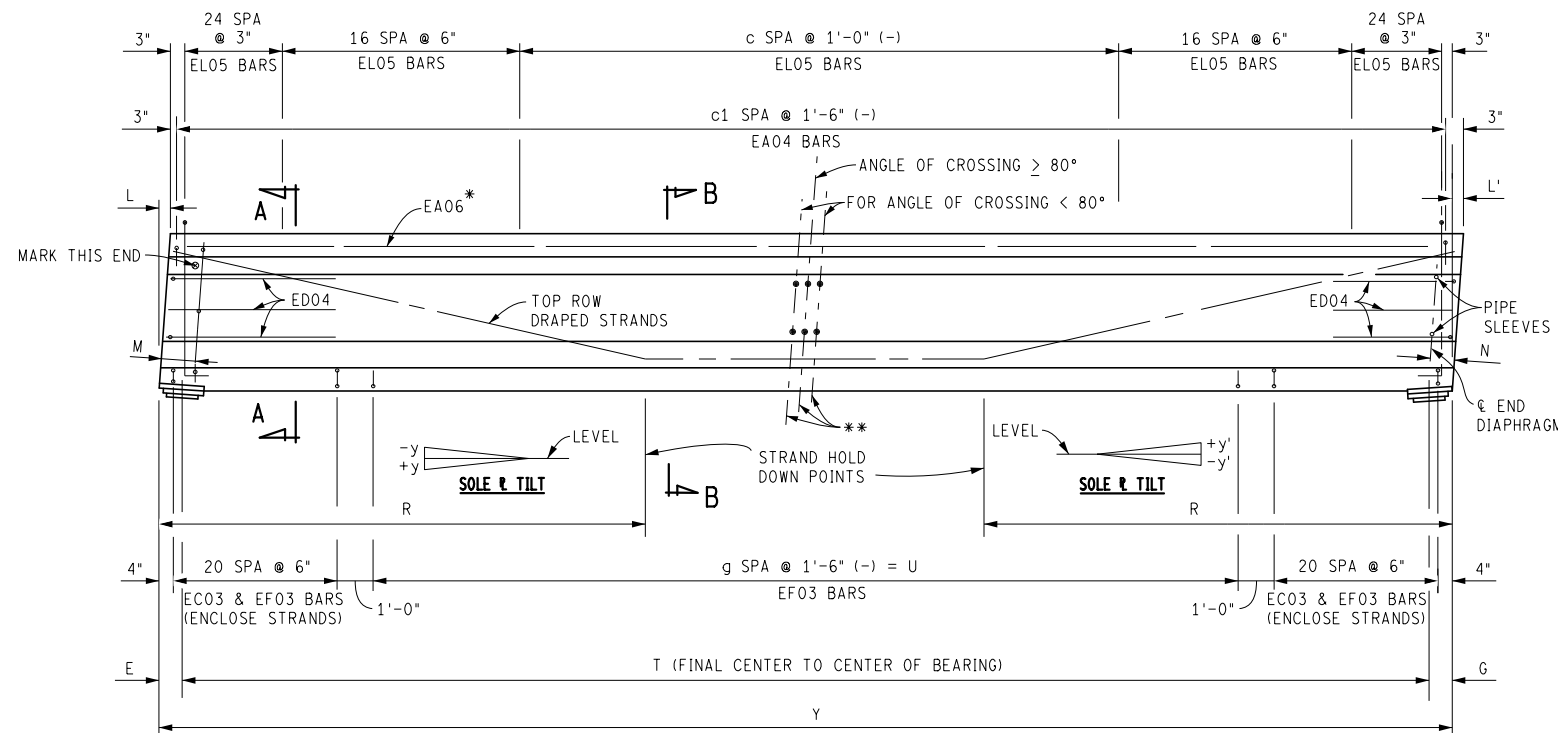 24 SPA
@ 3"
24 SPA
@ 3"
3"
16 SPA @ 6"
c SPA @ 1'-0" (-)
16 SPA @ 6"
3"
EL05 BARS
EL05 BARS
EL05 BARS
EL05 BARS
EL05 BARS
3"
c1 SPA @ 1'-6" (-)
3"
EA04 BARS
ANGLE OF CROSSING ≥ 80°
FOR ANGLE OF CROSSING < 80°
L
A
EA06*
B
L'
MARK THIS END
ED04
TOP ROW
DRAPED STRANDS
ED04
PIPE
SLEEVES
M
N
A
**
℄ END
DIAPHRAGM
-y
+y
LEVEL
SOLE ℙ TILT
STRAND HOLD
DOWN POINTS
LEVEL
+y'
-y'
SOLE ℙ TILT
B
R
R
4"
20 SPA @ 6"
g SPA @ 1'-6" (-) = U
20 SPA @ 6"
4"
EC03 & EF03 BARS
(ENCLOSE STRANDS)
1'-0"
EF03 BARS
1'-0"
EC03 & EF03 BARS
(ENCLOSE STRANDS)
E
T (FINAL CENTER TO CENTER OF BEARING)
G
Y